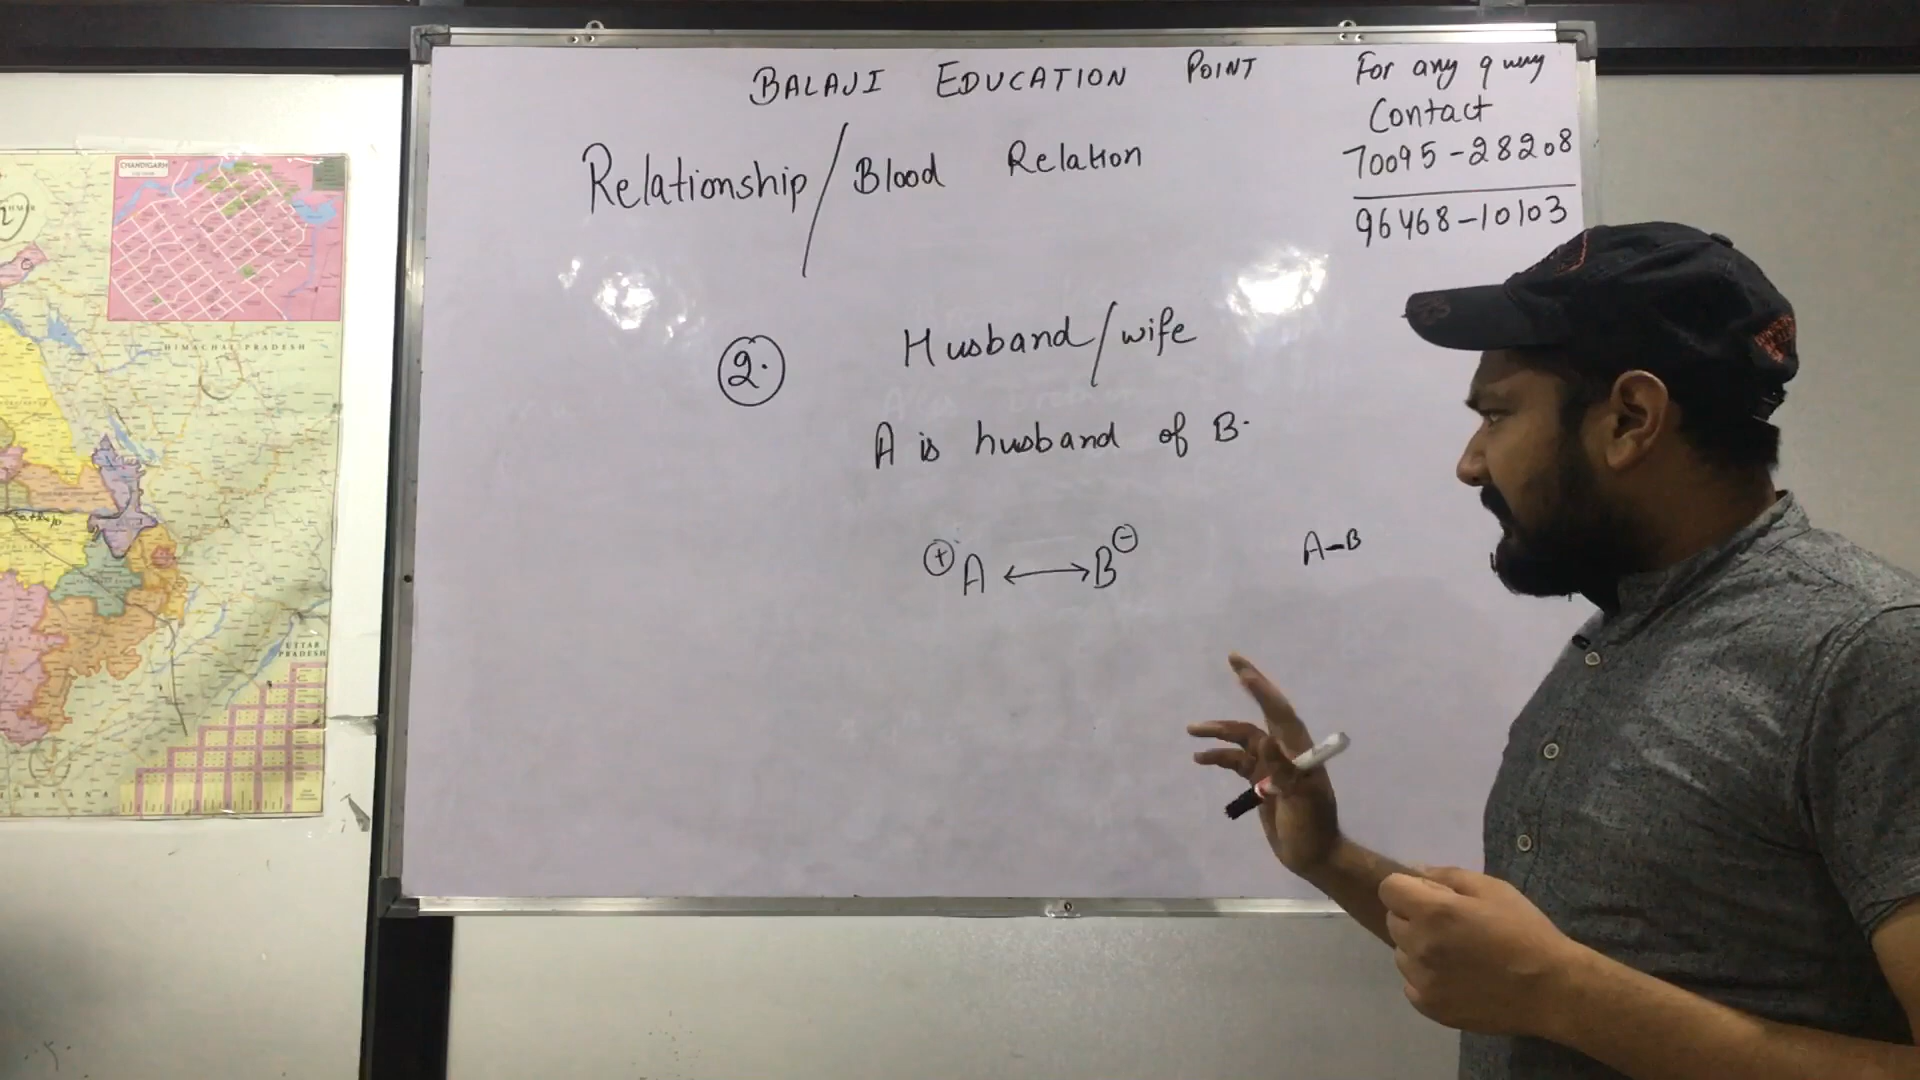 BALAJI EDUCATION POINT
For any query
Contact
70095-28208
96468-10103
Relationship/Blood Relation
2.
Husband/wife
A is husband of B.
+A ↔ B-
A-B
CHANDIGARH
HIMACHAL PRADESH
UTTAR
PRADESH
HARYANA